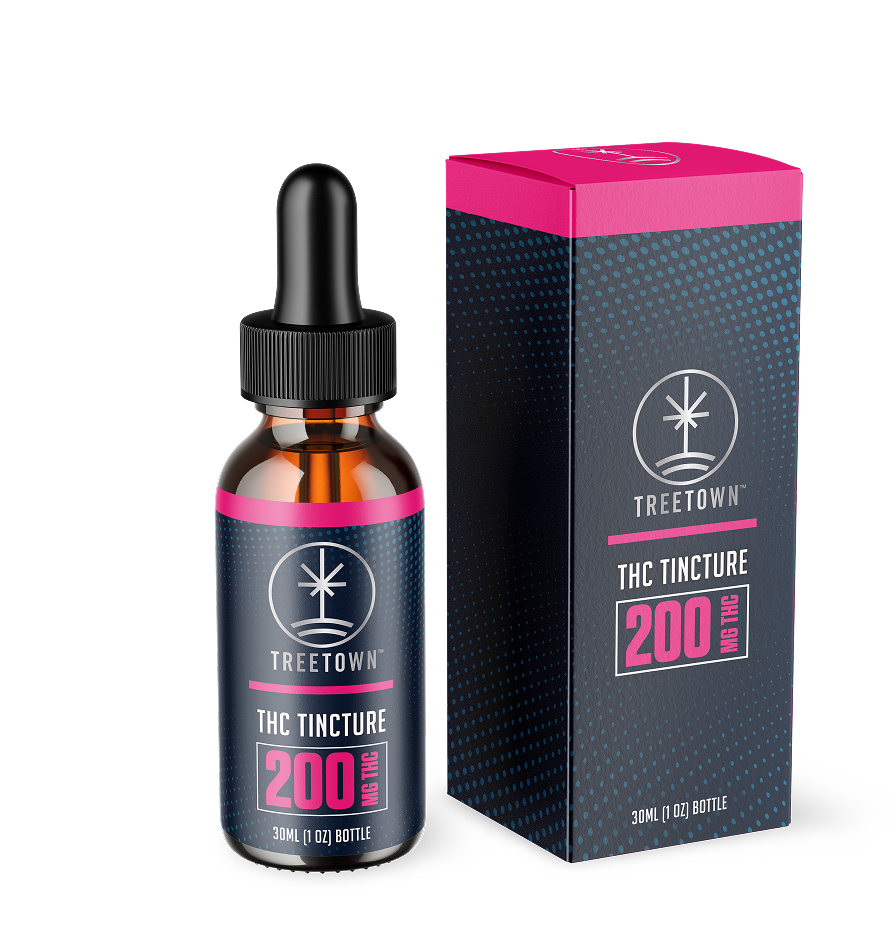 TREETOWN™
THC TINCTURE
200
MG THC
30ML (1 OZ) BOTTLE
TREETOWN™
THC TINCTURE
200
MG THC
30ML (1 OZ) BOTTLE